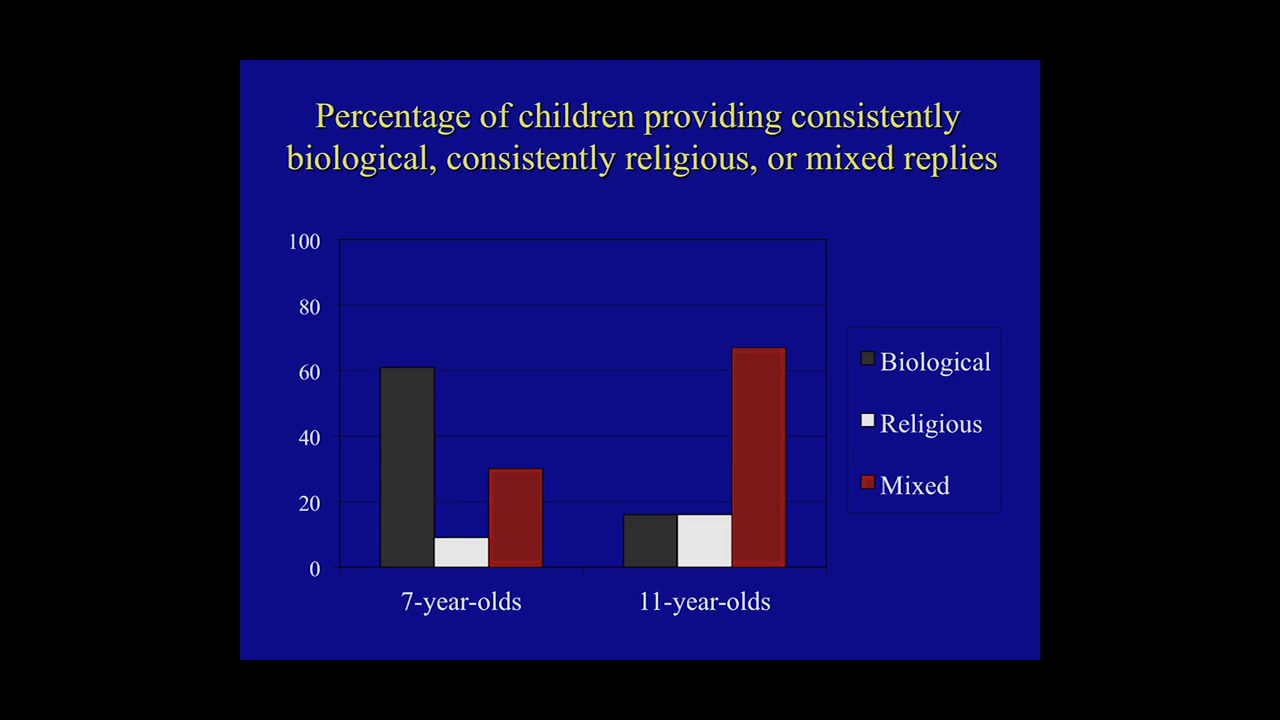 Percentage of children providing consistently
biological, consistently religious, or mixed replies
100
80
60
40
20
0
7-year-olds
11-year-olds
Biological
Religious
Mixed